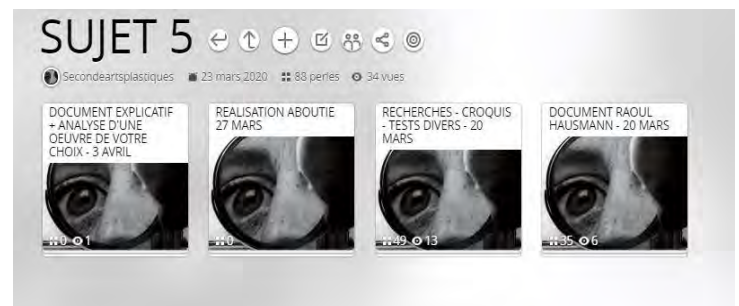 SUJET 5
Secondeartsplastiques 23 mars 2020 88 perles 34 vues
DOCUMENT EXPLICATIF
+ ANALYSE D'UNE
OEUVRE DE VOTRE
CHOIX - 3 AVRIL
0 1
REALISATION ABOUTIE
27 MARS
0
RECHERCHES - CROQUIS
- TESTS DIVERS - 20
MARS
49 13
DOCUMENT RAOUL
HAUSMANN - 20 MARS
35 6